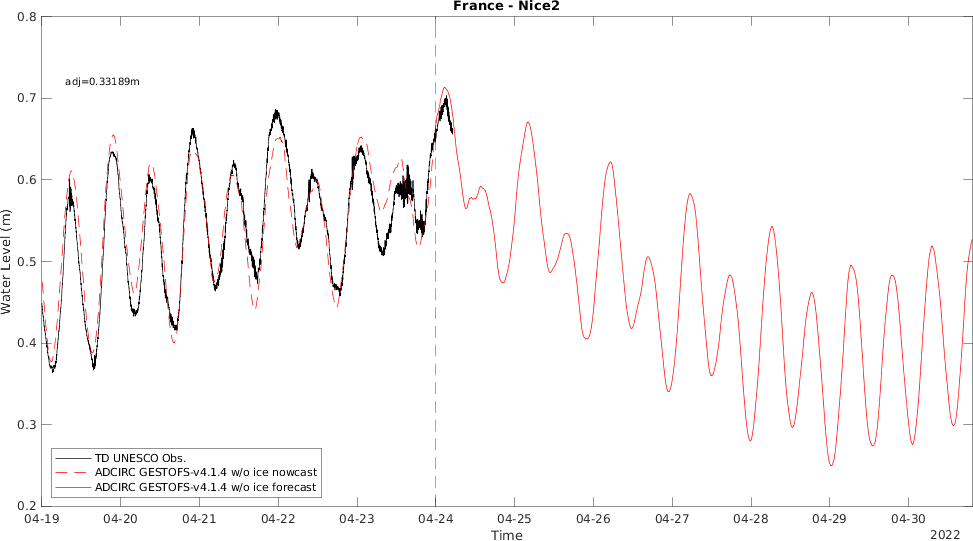 France - Nice2
0.8
0.7
0.6
0.5
0.4
0.3
0.2
Water Level (m)
adj=0.33189m
TD UNESCO Obs.
ADCIRC GESTOFS-v4.1.4 w/o ice nowcast
ADCIRC GESTOFS-v4.1.4 w/o ice forecast
04-19 04-20 04-21 04-22 04-23 04-24 04-25 04-26 04-27 04-28 04-29 04-30
Time
2022